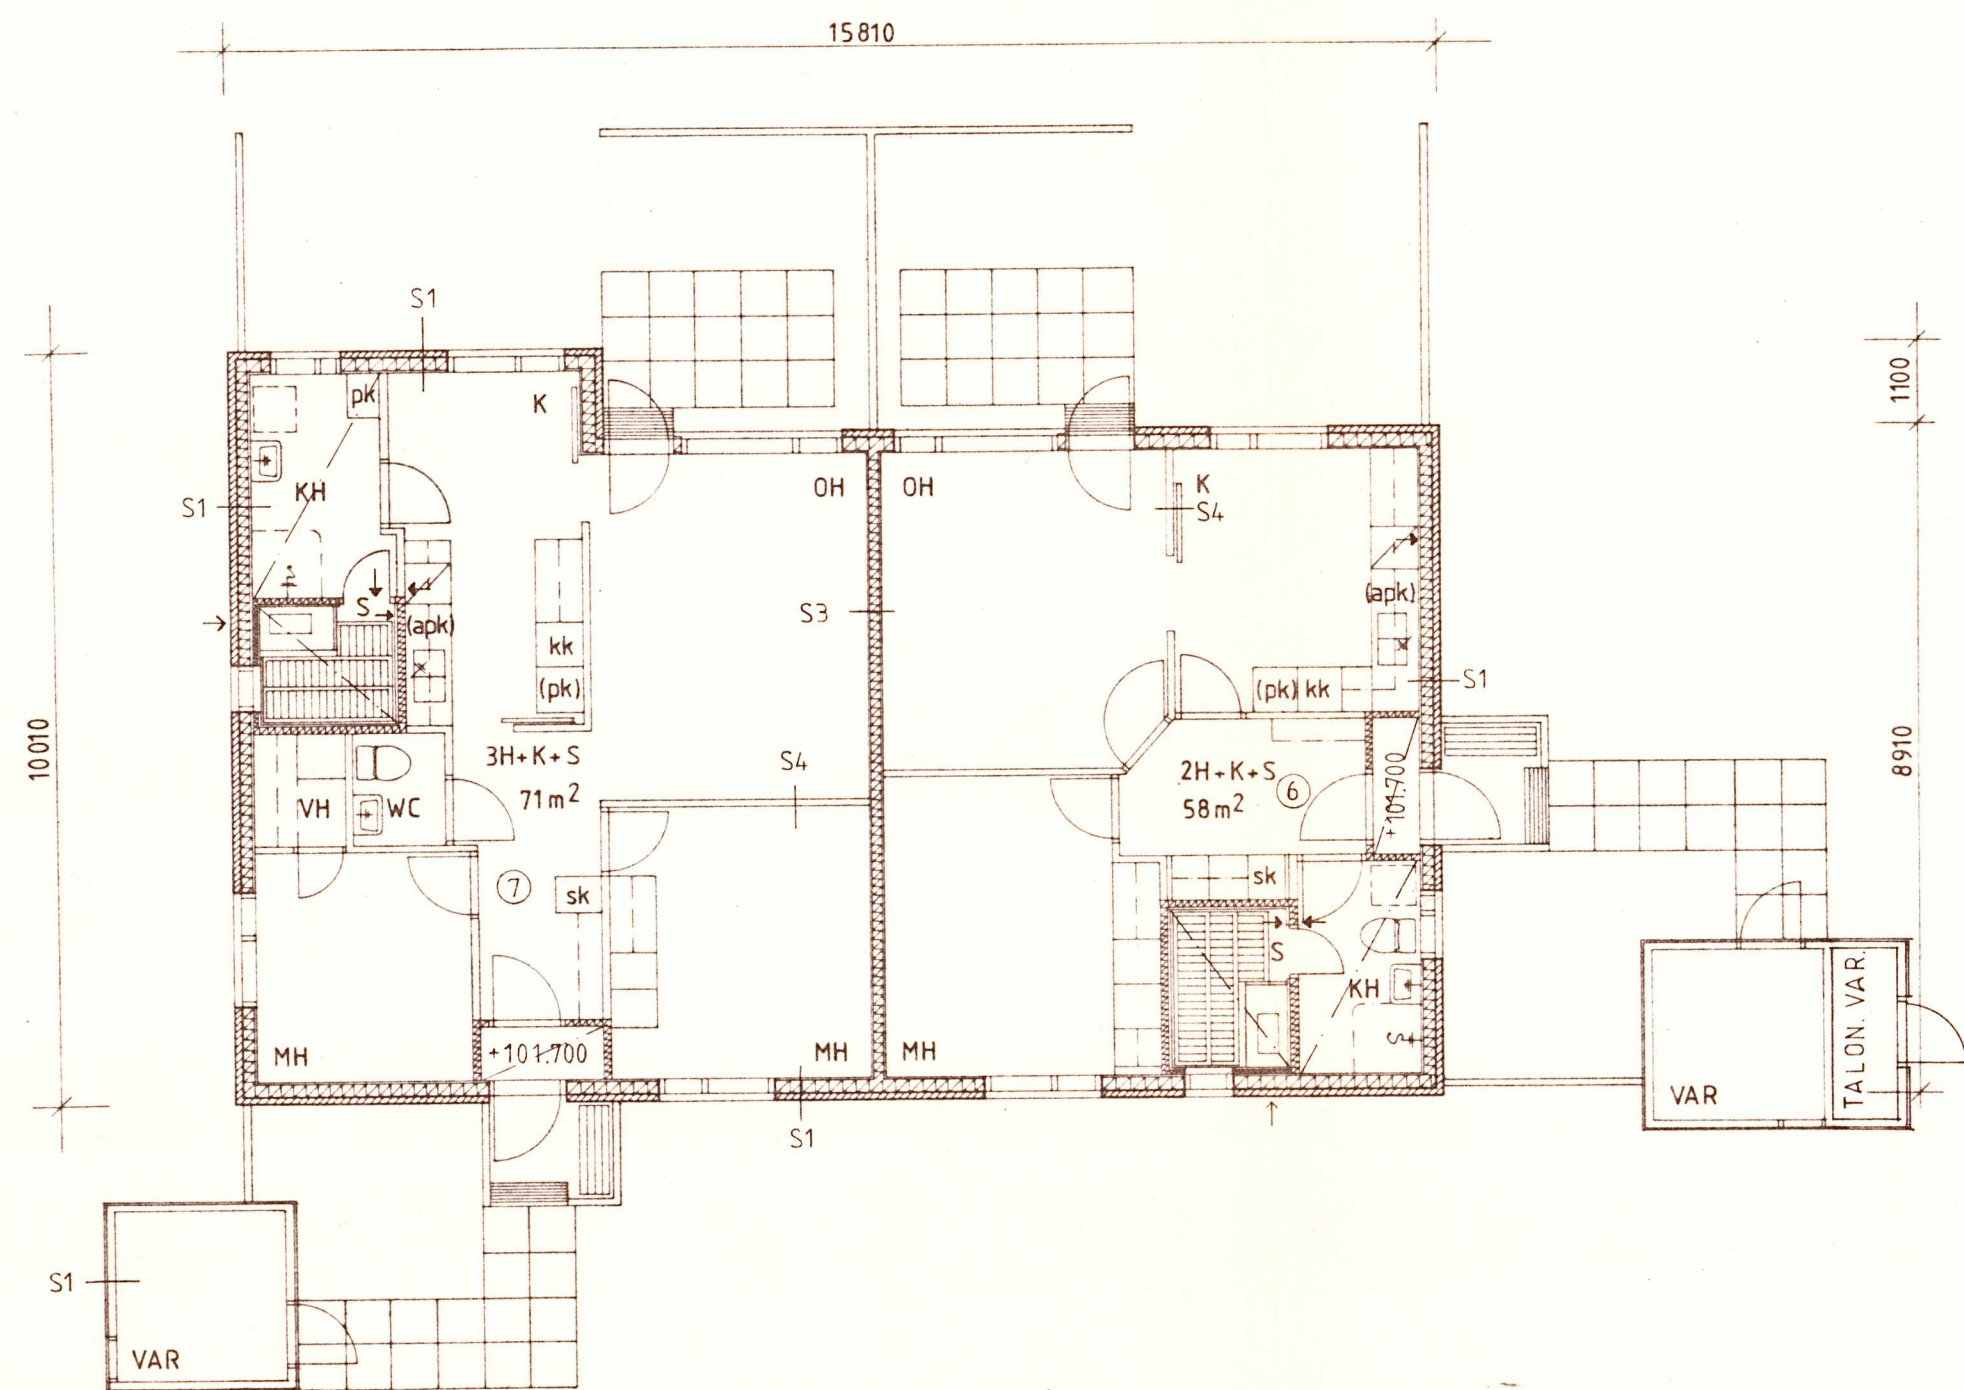 15810
S1
1100
pk
K
KH
OH
OH
K
S4
S1
S
(apk)
kk
(pk)
S3
(apk)
(pk) kk
S1
10010
3H+K+S
71 m²
S4
2H+K+S
58 m²
6
+101.700
8910
VH
WC
7
sk
sk
S
KH
MH
+101.700
MH
MH
VAR
TALON. VAR.
S1
S1
VAR